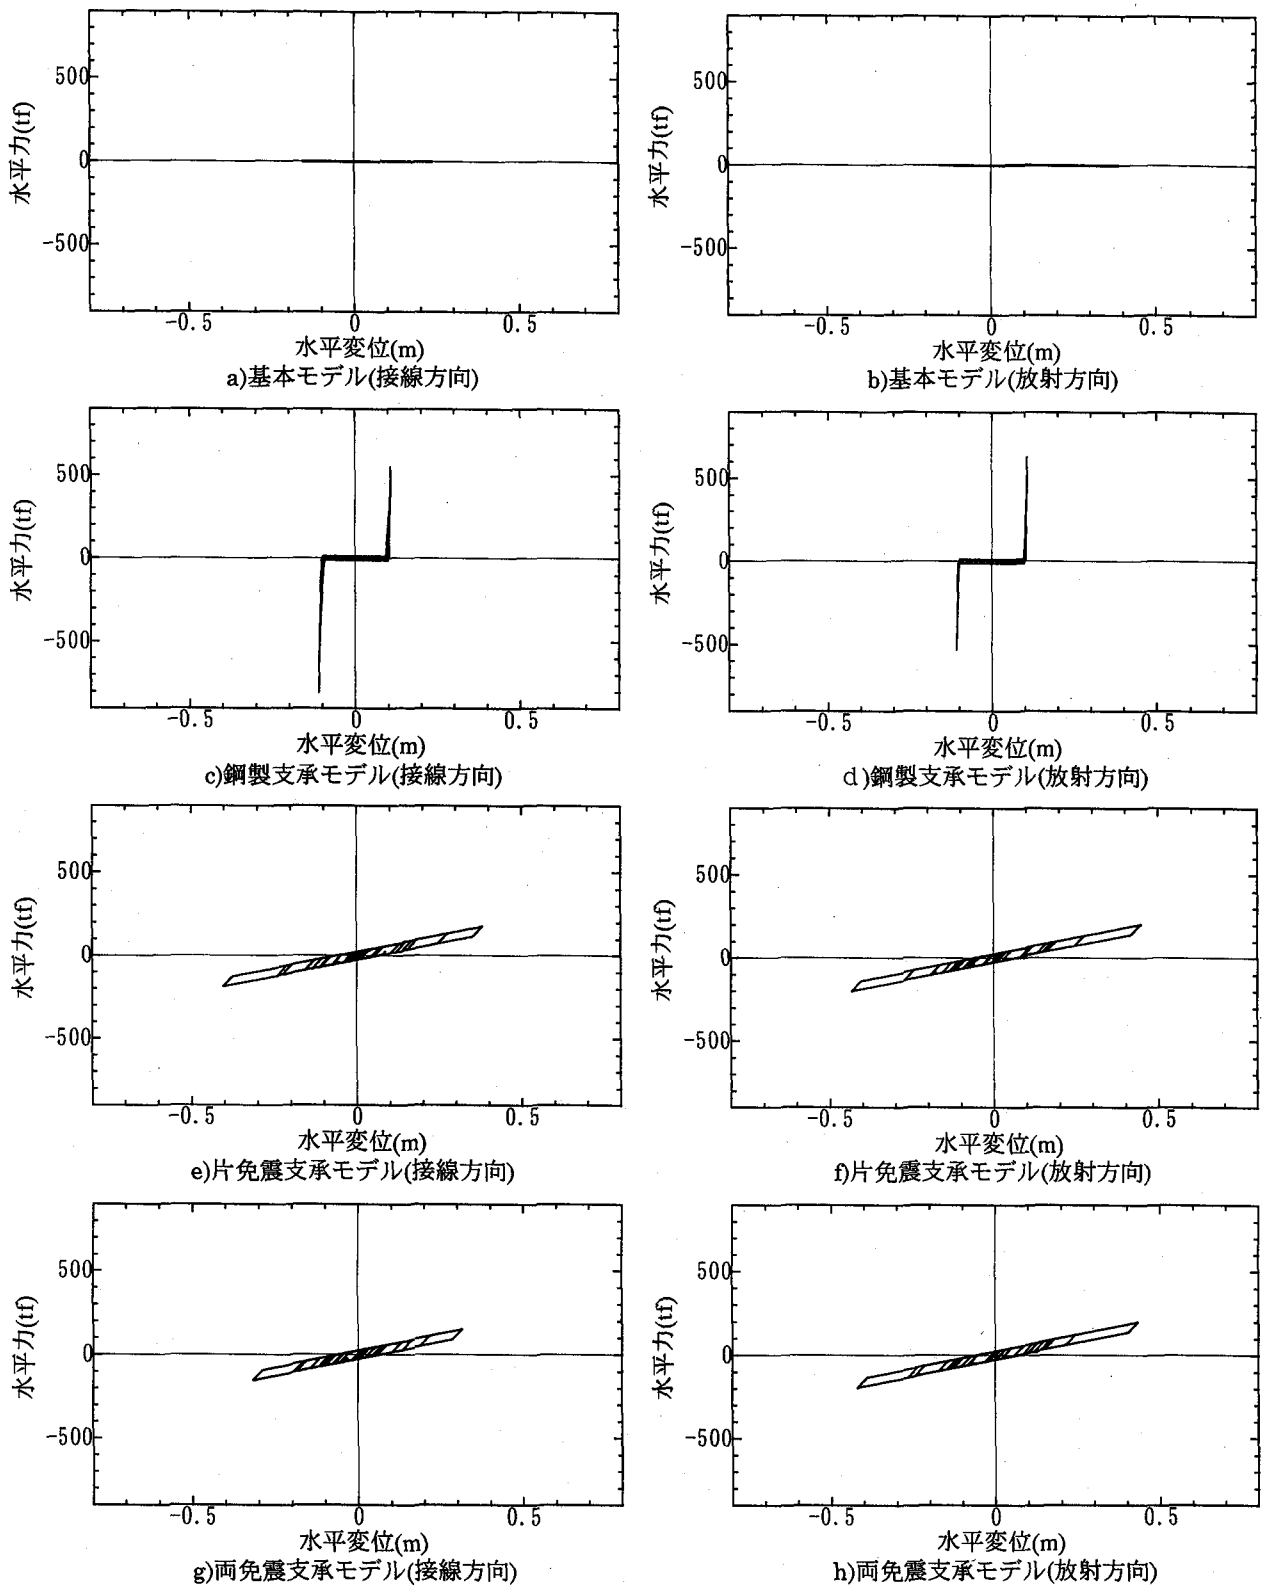 500
0
-500
水平力(tf)
-0.5 0 0.5
水平変位(m)
a)基本モデル(接線方向)
500
0
-500
水平力(tf)
-0.5 0 0.5
水平変位(m)
b)基本モデル(放射方向)
500
0
-500
水平力(tf)
-0.5 0 0.5
水平変位(m)
c)鋼製支承モデル(接線方向)
500
0
-500
水平力(tf)
-0.5 0 0.5
水平変位(m)
d)鋼製支承モデル(放射方向)
500
0
-500
水平力(tf)
-0.5 0 0.5
水平変位(m)
e)片免震支承モデル(接線方向)
500
0
-500
水平力(tf)
-0.5 0 0.5
水平変位(m)
f)片免震支承モデル(放射方向)
500
0
-500
水平力(tf)
-0.5 0 0.5
水平変位(m)
g)両免震支承モデル(接線方向)
500
0
-500
水平力(tf)
-0.5 0 0.5
水平変位(m)
h)両免震支承モデル(放射方向)